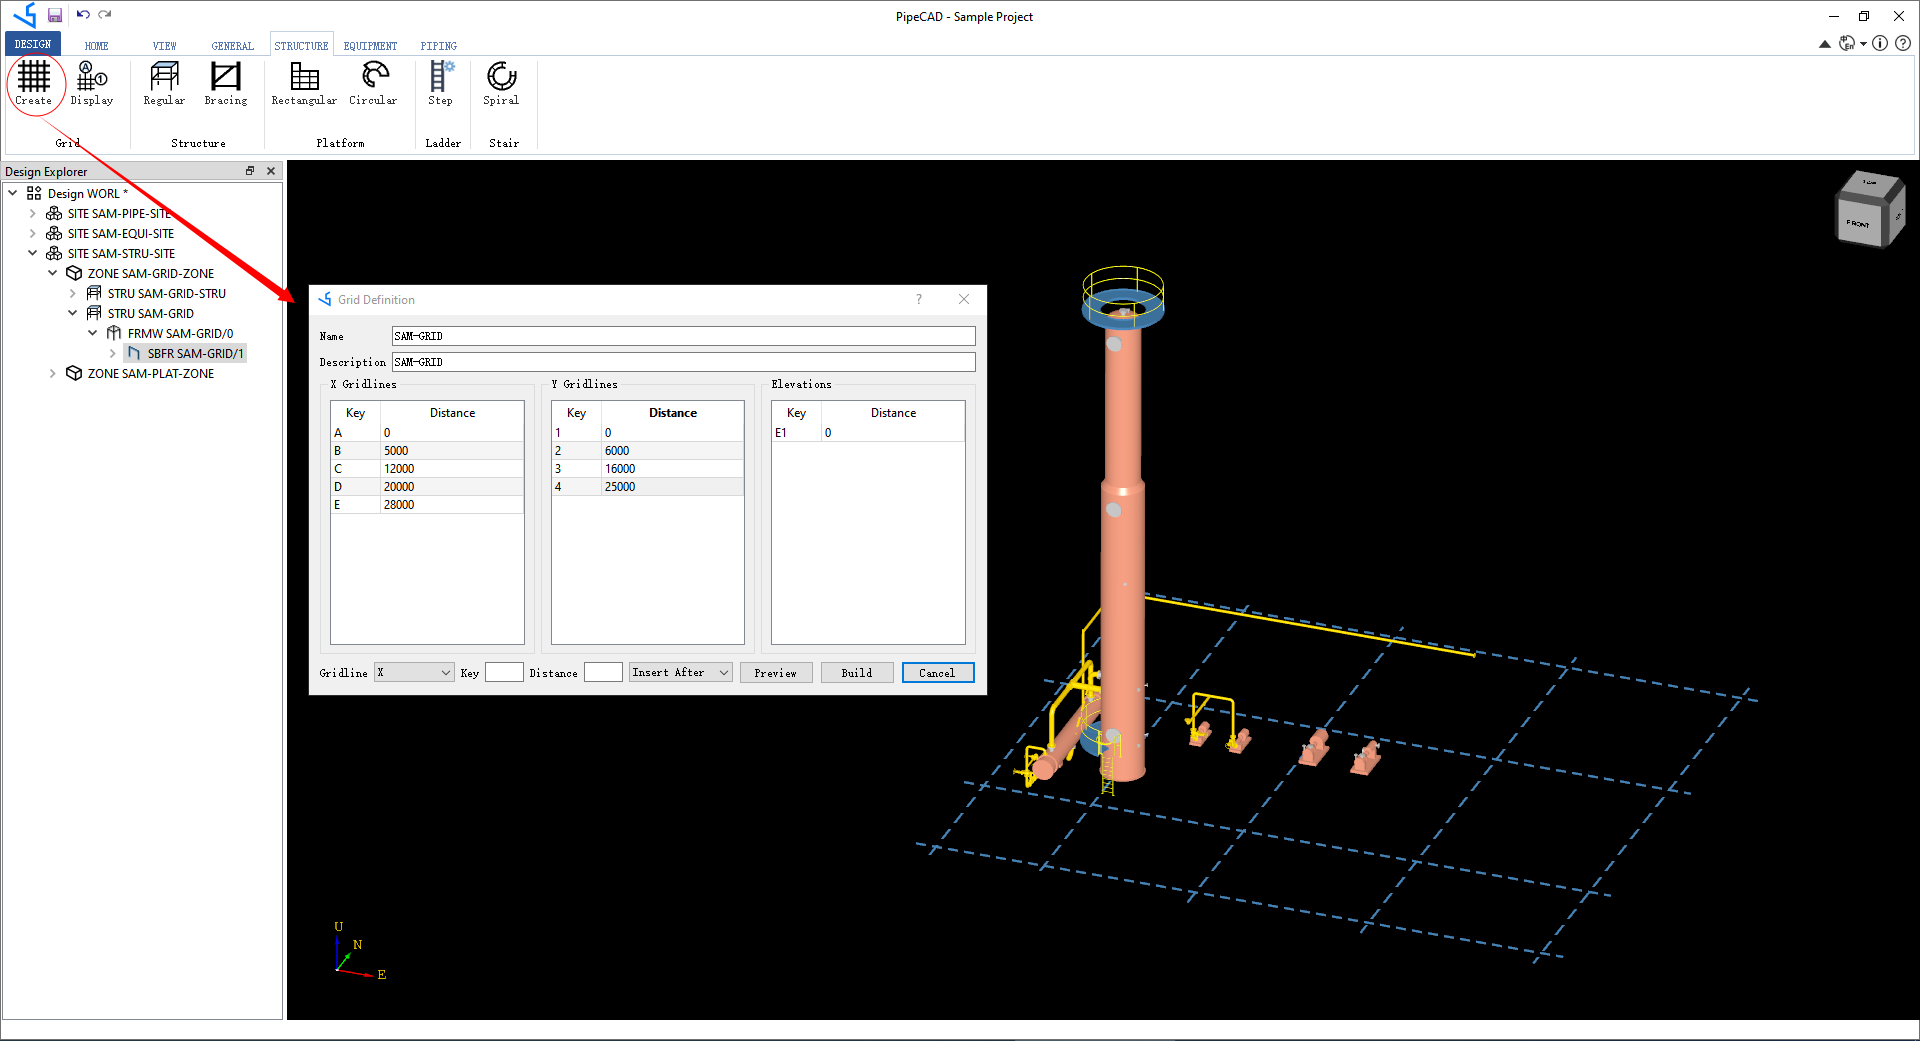 PipeCAD - Sample Project
DESIGN HOME VIEW GENERAL STRUCTURE EQUIPMENT PIPING
Create Display Regular Bracing Rectangular Circular Step Spiral
Grid Structure Platform Ladder Stair
Design Explorer
Design WORL *
SITE SAM-PIPE-SITE
SITE SAM-EQUI-SITE
SITE SAM-STRU-SITE
ZONE SAM-GRID-ZONE
STRU SAM-GRID-STRU
STRU SAM-GRID
FRMW SAM-GRID/0
SBFR SAM-GRID/1
ZONE SAM-PLAT-ZONE
Grid Definition
Name SAM-GRID
Description SAM-GRID
X Gridlines Y Gridlines Elevations
Key Distance Key Distance Key Distance
A 0 1 0 E1 0
B 5000 2 6000
C 12000 3 16000
D 20000 4 25000
E 28000
Gridline X Key Distance Insert After Preview Build Cancel
FRONT
U
N
E